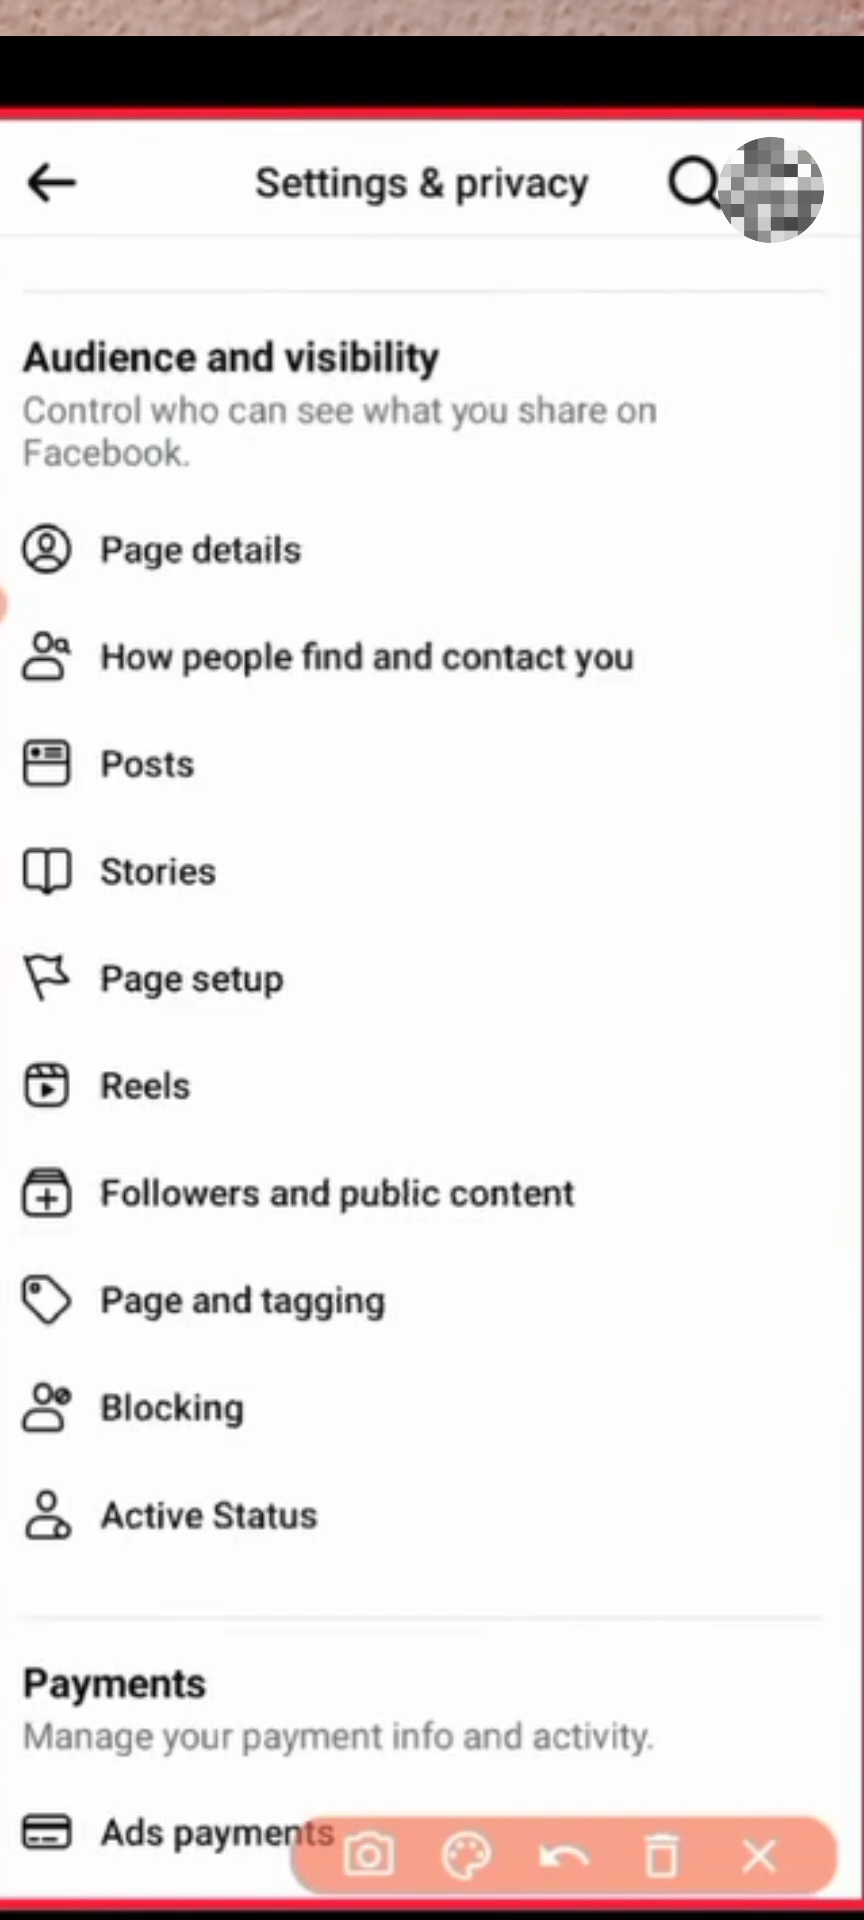 Settings & privacy
Audience and visibility
Control who can see what you share on
Facebook.
Page details
How people find and contact you
Posts
Stories
Page setup
Reels
Followers and public content
Page and tagging
Blocking
Active Status
Payments
Manage your payment info and activity.
Ads payments